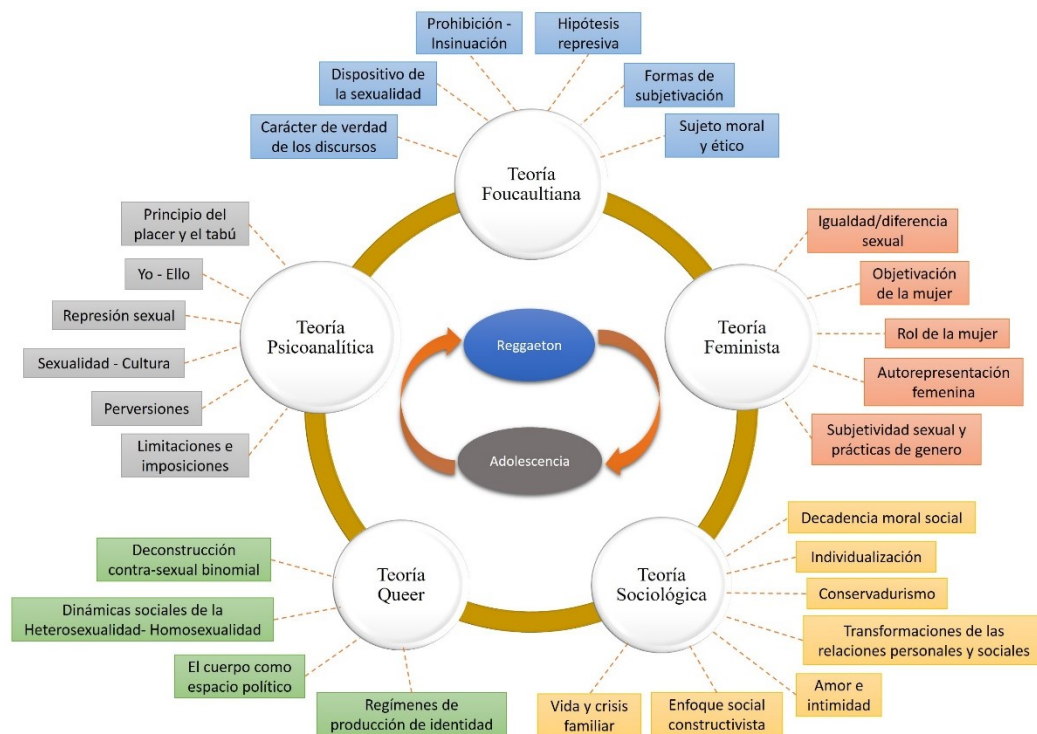 Prohibición -
Insinuación
Hipótesis
represiva
Dispositivo de
la sexualidad
Formas de
subjetivación
Carácter de verdad
de los discursos
Sujeto moral
y ético
Teoría
Foucaultiana
Principio del
placer y el tabú
Yo - Ello
Represión sexual
Sexualidad - Cultura
Perversiones
Limitaciones e
imposiciones
Teoría
Psicoanalítica
Reggaeton
Adolescencia
Teoría
Feminista
Igualdad/diferencia
sexual
Objetivación
de la mujer
Rol de la mujer
Autorepresentación
femenina
Subjetividad sexual y
prácticas de genero
Deconstrucción
contra-sexual binomial
Dinámicas sociales de la
Heterosexualidad- Homosexualidad
El cuerpo como
espacio político
Regímenes de
producción de identidad
Teoría
Queer
Teoría
Sociológica
Decadencia moral social
Individualización
Conservadurismo
Transformaciones de las
relaciones personales y sociales
Amor e
intimidad
Enfoque social
constructivista
Vida y crisis
familiar